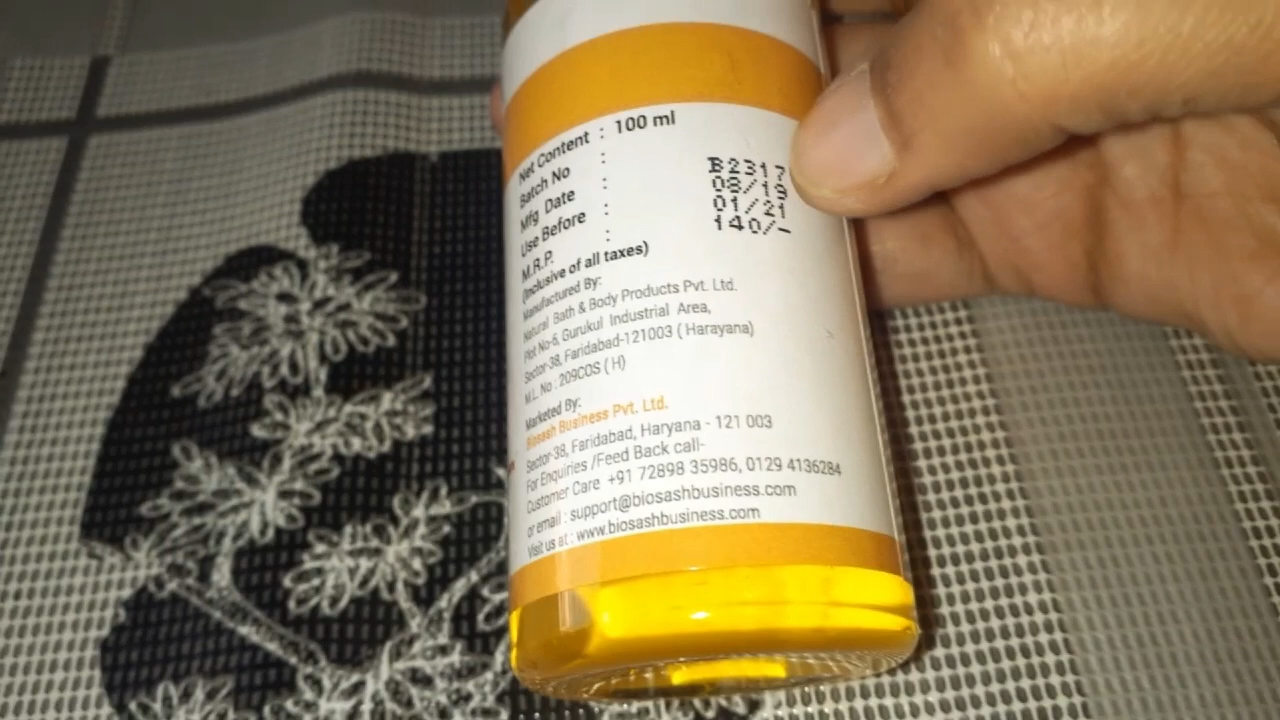 Net Content : 100 ml
Batch No : B2317
Mfg Date : 08/19
Use Before : 01/21
M.R.P. : 140/-
(Inclusive of all taxes)
Manufactured By:
Natural Bath & Body Products Pvt. Ltd.
Plot No-6, Gurukul Industrial Area,
Sector-38, Faridabad-121003 ( Harayana)
M.L. No : 209COS ( H)
Marketed By:
Biosash Business Pvt. Ltd.
Sector-38, Faridabad, Haryana - 121 003
For Enquiries /Feed Back call-
Customer Care +91 72898 35986, 0129 4136284
or email : support@biosashbusiness.com
Visit us at : www.biosashbusiness.com